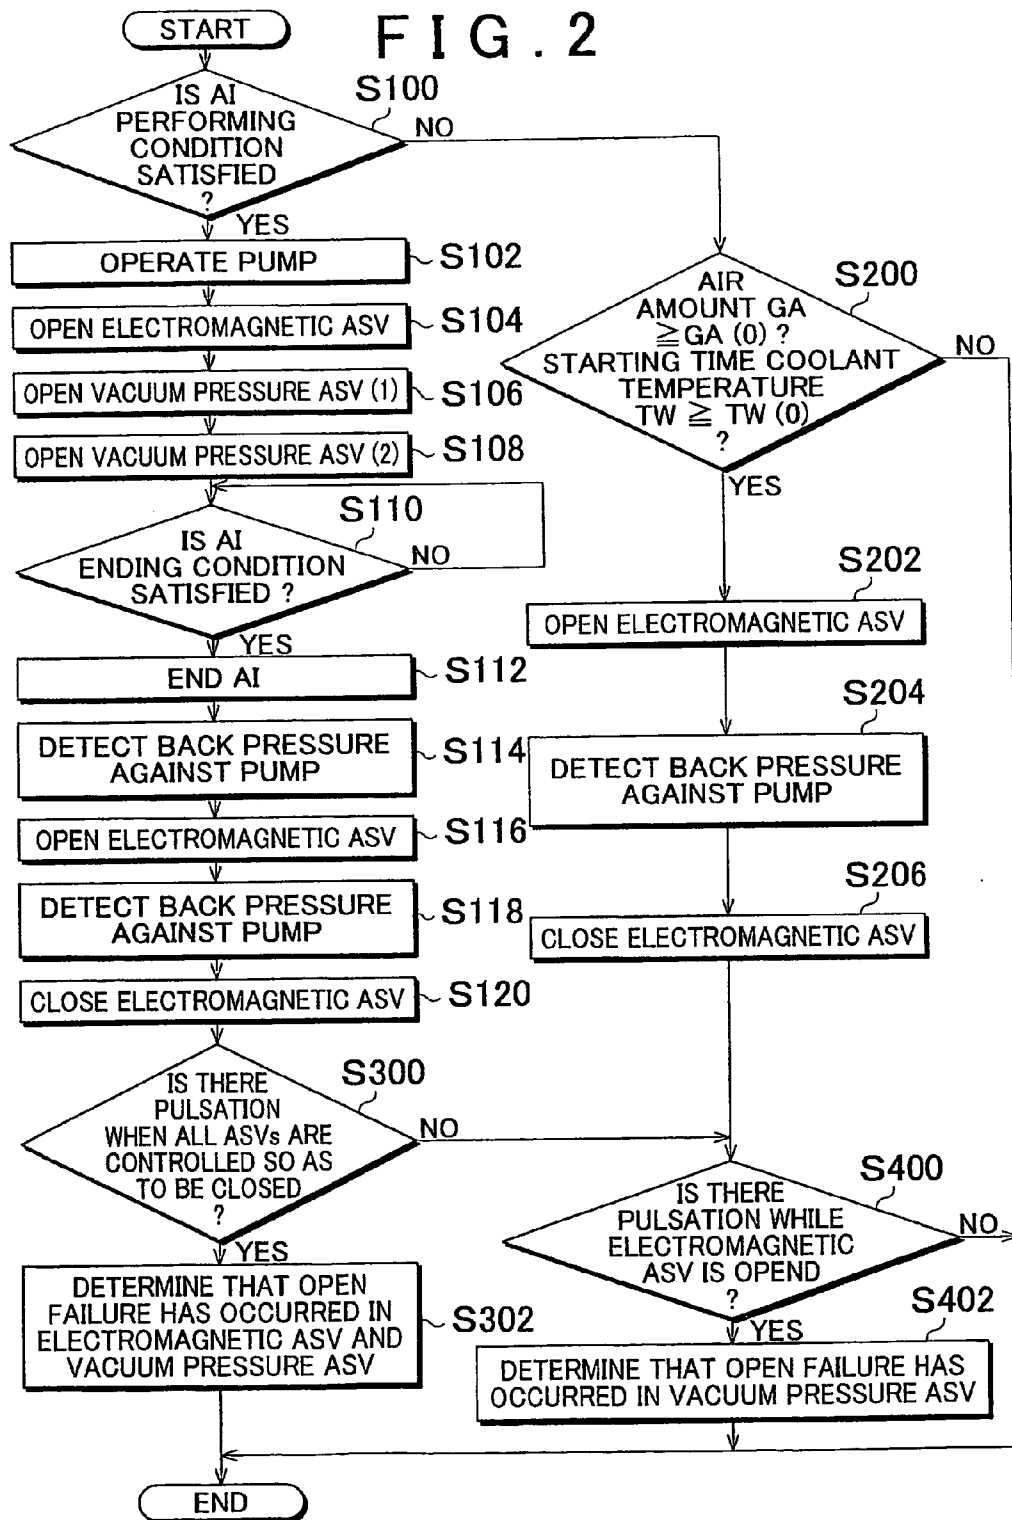 START
FIG. 2
IS AI
PERFORMING
CONDITION
SATISFIED
?
S100
NO
YES
OPERATE PUMP
S102
OPEN ELECTROMAGNETIC ASV
S104
OPEN VACUUM PRESSURE ASV (1)
S106
OPEN VACUUM PRESSURE ASV (2)
S108
IS AI
ENDING CONDITION
SATISFIED ?
S110
NO
YES
END AI
S112
DETECT BACK PRESSURE
AGAINST PUMP
S114
OPEN ELECTROMAGNETIC ASV
S116
DETECT BACK PRESSURE
AGAINST PUMP
S118
CLOSE ELECTROMAGNETIC ASV
S120
IS THERE
PULSATION
WHEN ALL ASVs ARE
CONTROLLED SO AS
TO BE CLOSED
?
S300
NO
YES
DETERMINE THAT OPEN
FAILURE HAS OCCURRED IN
ELECTROMAGNETIC ASV AND
VACUUM PRESSURE ASV
S302
AIR
AMOUNT GA
≧GA (0) ?
STARTING TIME COOLANT
TEMPERATURE
TW ≧ TW (0)
?
S200
NO
YES
S202
OPEN ELECTROMAGNETIC ASV
S204
DETECT BACK PRESSURE
AGAINST PUMP
S206
CLOSE ELECTROMAGNETIC ASV
IS THERE
PULSATION WHILE
ELECTROMAGNETIC
ASV IS OPEND
?
S400
NO
YES
S402
DETERMINE THAT OPEN FAILURE HAS
OCCURRED IN VACUUM PRESSURE ASV
END